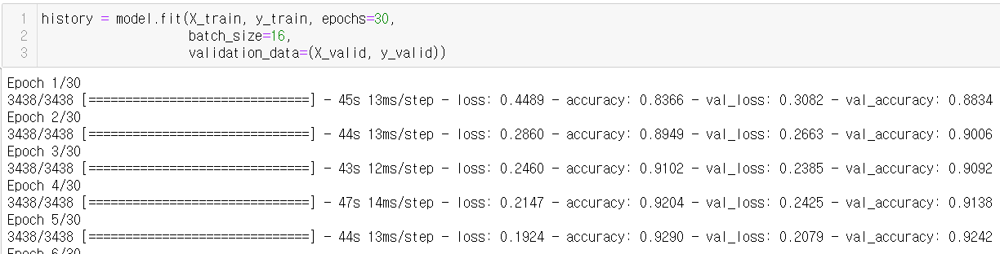 1 history = model.fit(X_train, y_train, epochs=30,
2 batch_size=16,
3 validation_data=(X_valid, y_valid))
Epoch 1/30
3438/3438 [==============================] - 45s 13ms/step - loss: 0.4489 - accuracy: 0.8366 - val_loss: 0.3082 - val_accuracy: 0.8834
Epoch 2/30
3438/3438 [==============================] - 44s 13ms/step - loss: 0.2860 - accuracy: 0.8949 - val_loss: 0.2663 - val_accuracy: 0.9006
Epoch 3/30
3438/3438 [==============================] - 43s 12ms/step - loss: 0.2460 - accuracy: 0.9102 - val_loss: 0.2385 - val_accuracy: 0.9092
Epoch 4/30
3438/3438 [==============================] - 47s 14ms/step - loss: 0.2147 - accuracy: 0.9204 - val_loss: 0.2425 - val_accuracy: 0.9138
Epoch 5/30
3438/3438 [==============================] - 44s 13ms/step - loss: 0.1924 - accuracy: 0.9290 - val_loss: 0.2079 - val_accuracy: 0.9242
Epoch 6/30